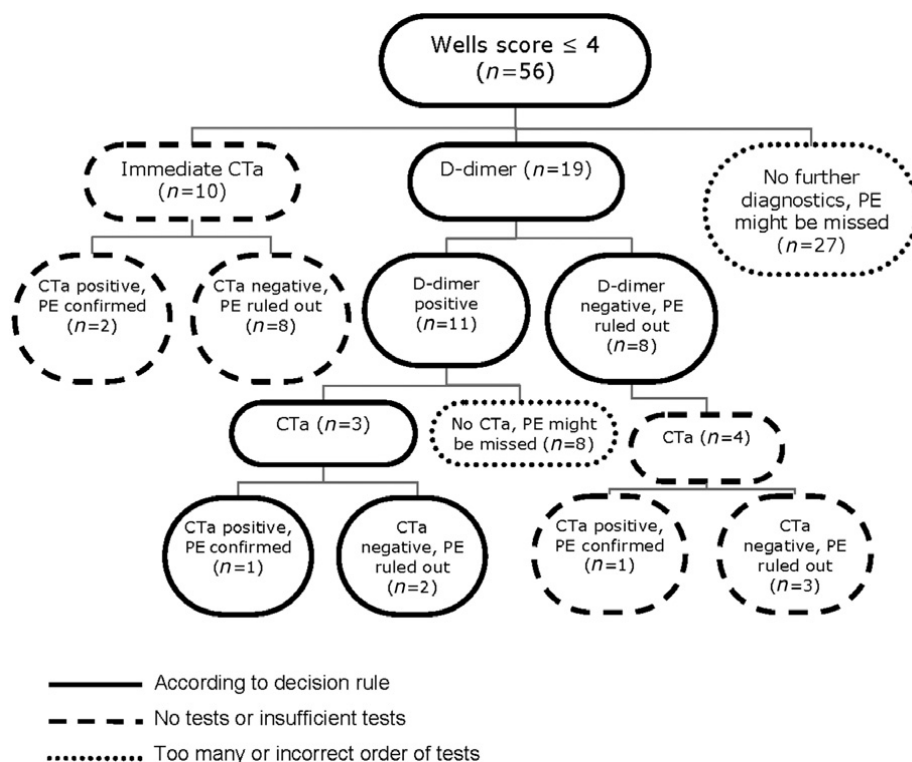 Wells score ≤ 4
(n=56)
Immediate CTa
(n=10)
D-dimer (n=19)
No further
diagnostics, PE
might be missed
(n=27)
CTa positive,
PE confirmed
(n=2)
CTa negative,
PE ruled out
(n=8)
D-dimer
positive
(n=11)
D-dimer
negative, PE
ruled out
(n=8)
CTa (n=3)
No CTa, PE might
be missed (n=8)
CTa (n=4)
CTa positive,
PE confirmed
(n=1)
CTa
negative, PE
ruled out
(n=2)
CTa positive,
PE confirmed
(n=1)
CTa
negative, PE
ruled out
(n=3)
According to decision rule
No tests or insufficient tests
Too many or incorrect order of tests